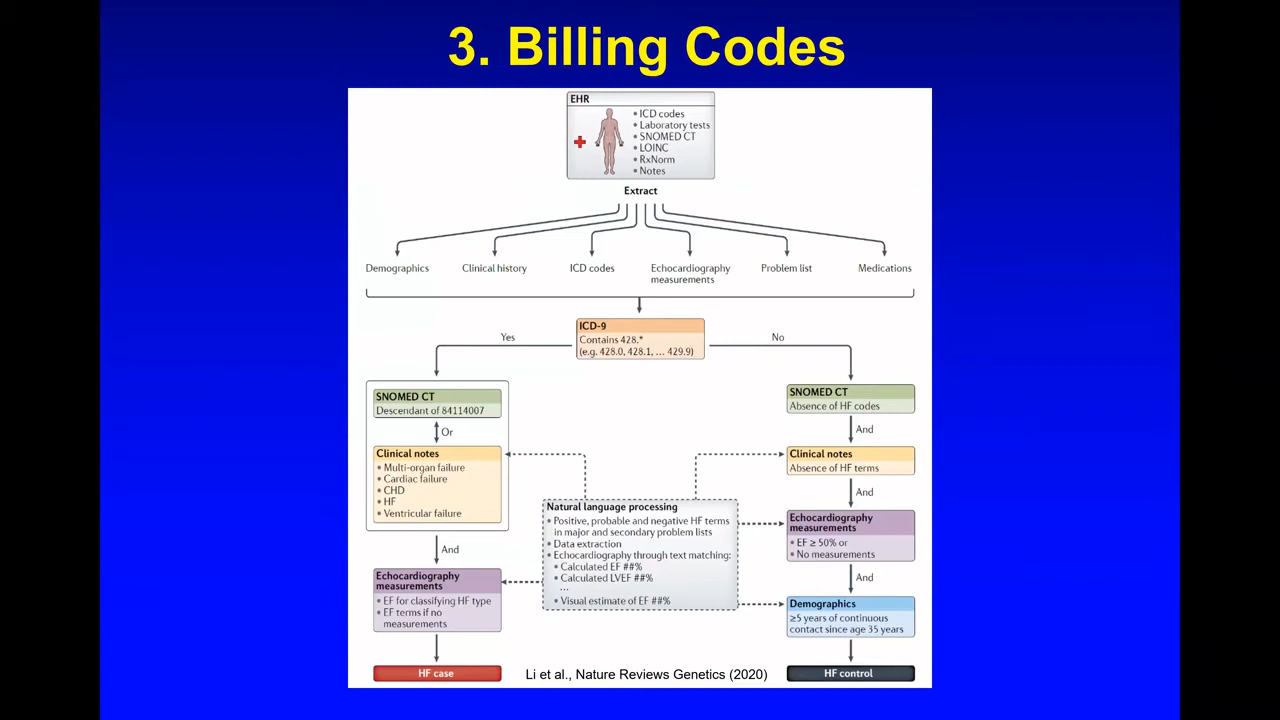 3. Billing Codes
EHR
• ICD codes
• Laboratory tests
• SNOMED CT
• LOINC
• RxNorm
• Notes
Extract
Demographics
Clinical history
ICD codes
Echocardiography
measurements
Problem list
Medications
ICD-9
Contains 428.*
(e.g. 428.0, 428.1, … 429.9)
Yes
No
SNOMED CT
Descendant of 84114007
Or
Clinical notes
• Multi-organ failure
• Cardiac failure
• CHD
• HF
• Ventricular failure
And
Echocardiography
measurements
• EF for classifying HF type
• EF terms if no
measurements
HF case
Natural language processing
• Positive, probable and negative HF terms
in major and secondary problem lists
• Data extraction
• Echocardiography through text matching:
• Calculated EF ##%
• Calculated LVEF ##%
…
• Visual estimate of EF ##%
SNOMED CT
Absence of HF codes
And
Clinical notes
Absence of HF terms
And
Echocardiography
measurements
• EF ≥ 50% or
• No measurements
And
Demographics
≥5 years of continuous
contact since age 35 years
HF control
Li et al., Nature Reviews Genetics (2020)